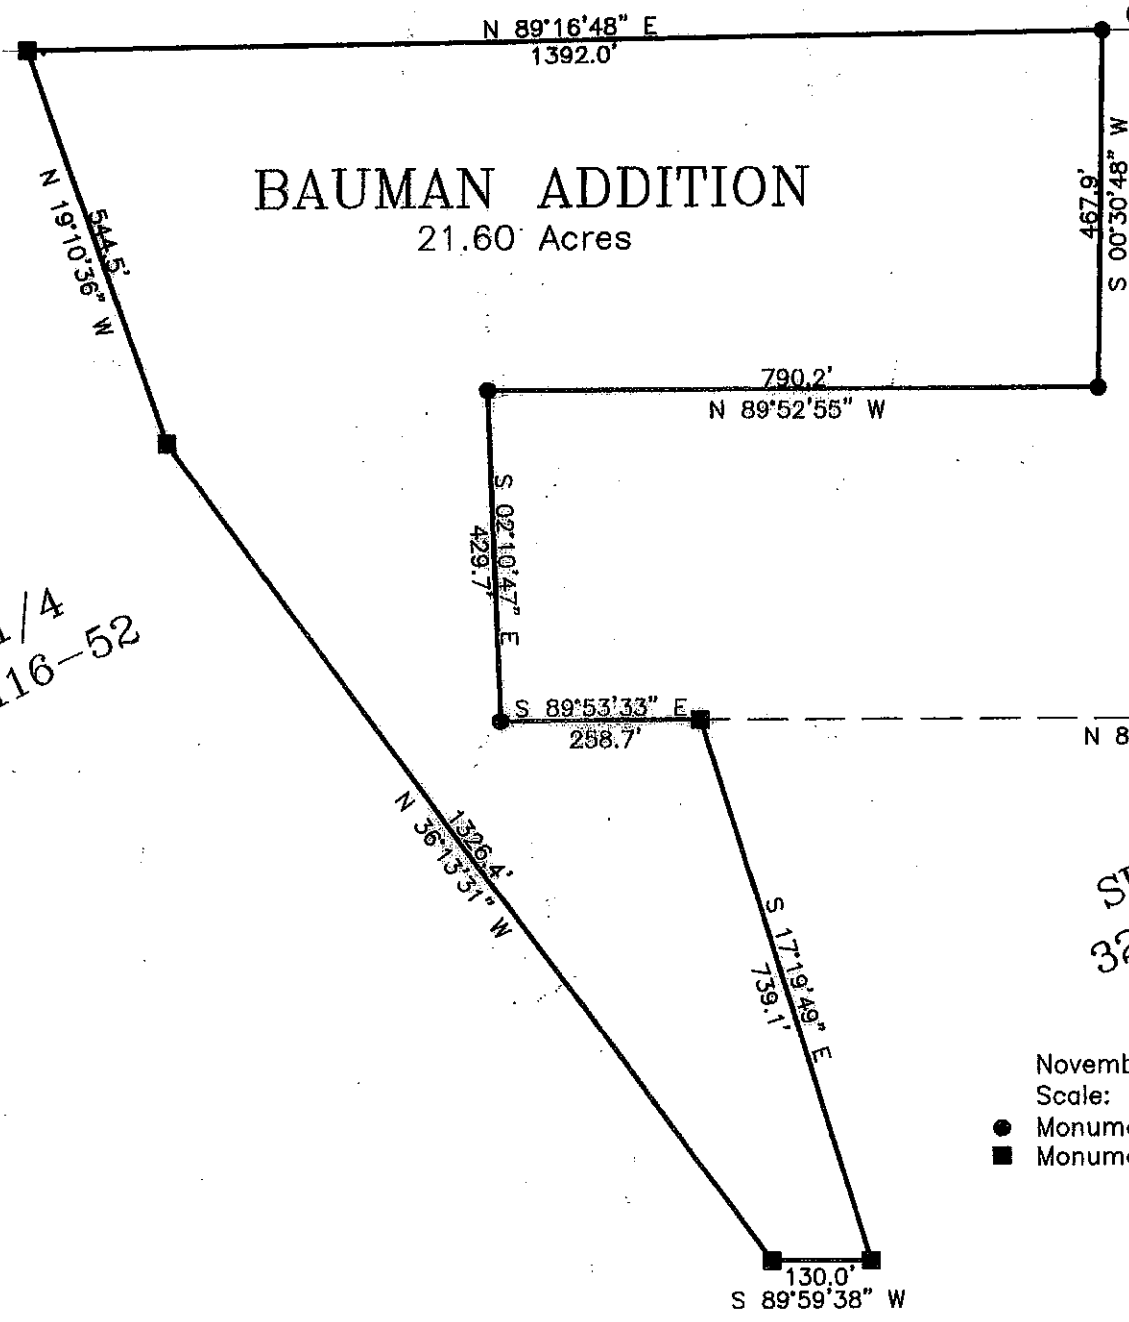 N 89°16'48" E
1392.0'
BAUMAN ADDITION
21.60 Acres
467.9'
S 00°30'48" W
544.5'
N 19°10'36" W
790.2'
N 89°52'55" W
S 02°10'47" E
429.7'
1/4
116-52
S 89°53'33" E
258.7'
N 8
1326.4'
N 36°13'31" W
S 17°19'49" E
739.1'
32
Novemb
Scale:
Monume
Monume
130.0'
S 89°59'38" W